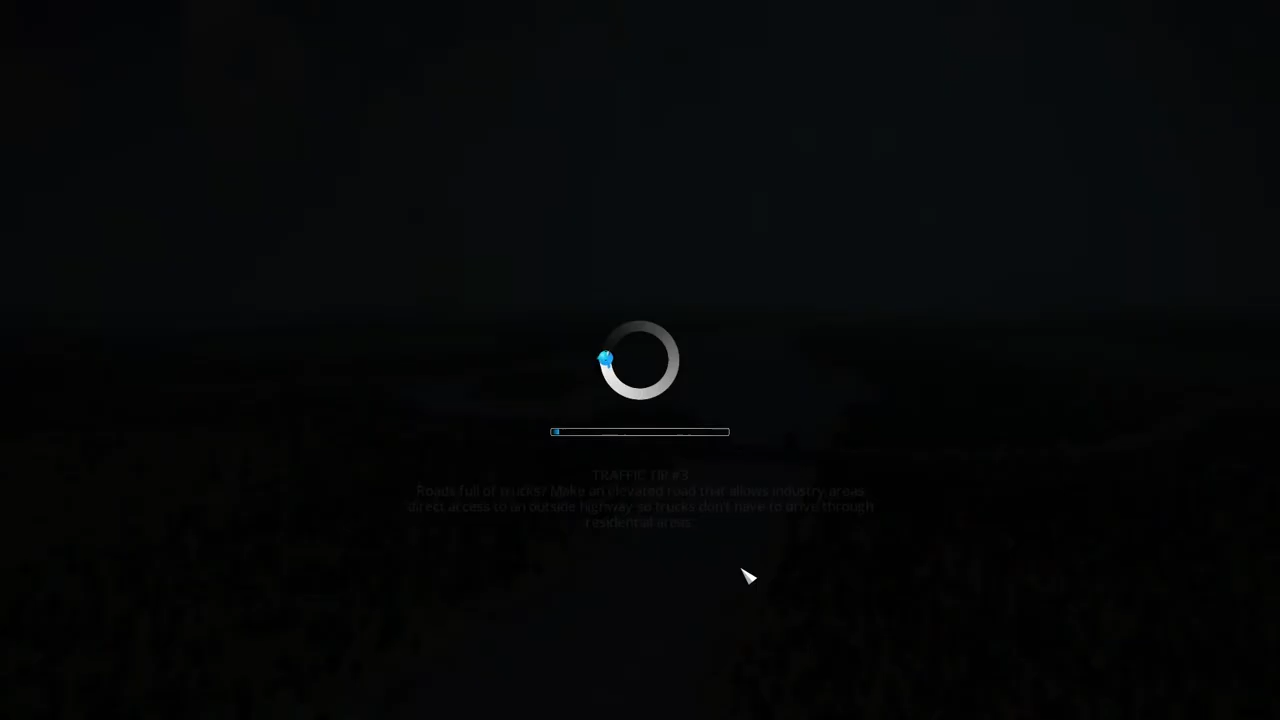 TRAFFIC TIP #3
Roads full of trucks? Make an elevated road that allows industry areas
direct access to an outside highway so trucks don't have to drive through
residential areas.